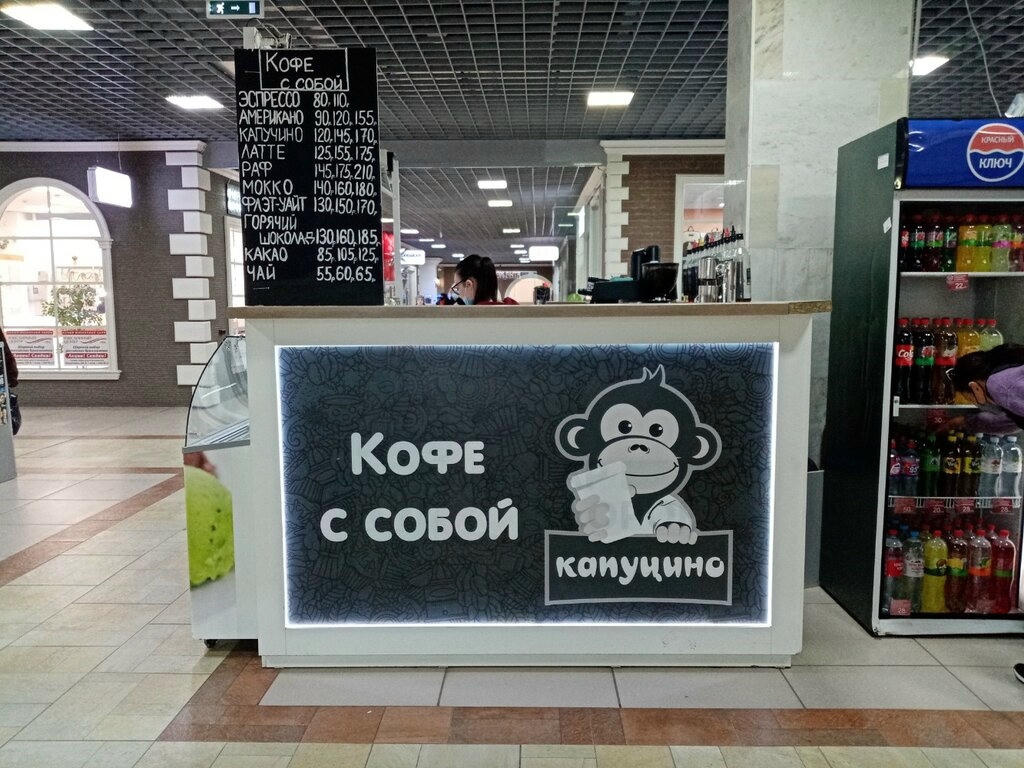 КОФЕ
С СОБОЙ
ЭСПРЕССО 80,110,
АМЕРИКАНО 90,120,155,
КАПУЧИНО 120,145,170,
ЛАТТЕ 125,155,175,
РАФ 145,175,210,
МОККО 140,160,180,
ФЛЭТ-УАЙТ 130,150,170,
ГОРЯЧИЙ
ШОКОЛАД 130,160,185,
КАКАО 85,105,125,
ЧАЙ 55,60,65,
КРАСНЫЙ
КЛЮЧ
Кофе
с собой
капуцино